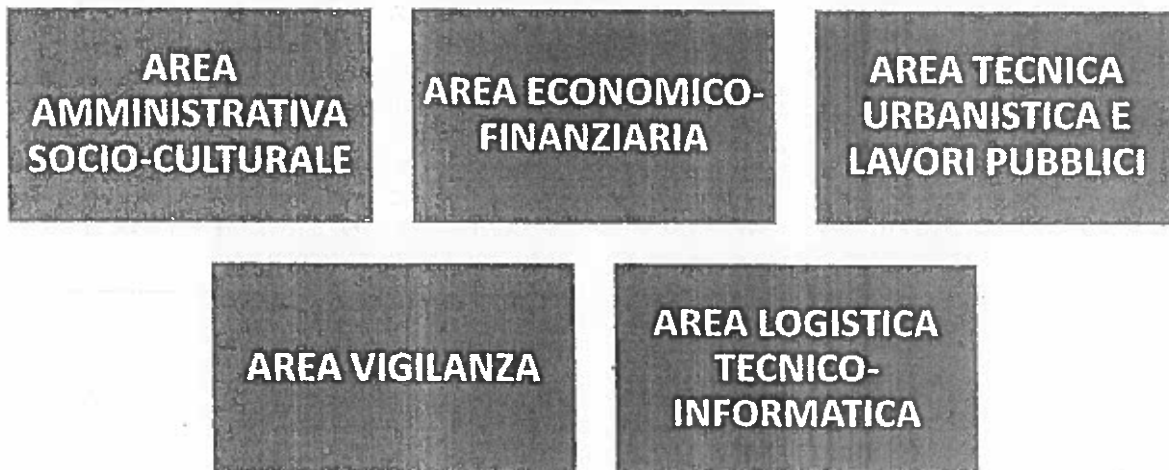 AREA
AMMINISTRATIVA
SOCIO-CULTURALE
AREA ECONOMICO-
FINANZIARIA
AREA TECNICA
URBANISTICA E
LAVORI PUBBLICI
AREA VIGILANZA
AREA LOGISTICA
TECNICO-
INFORMATICA